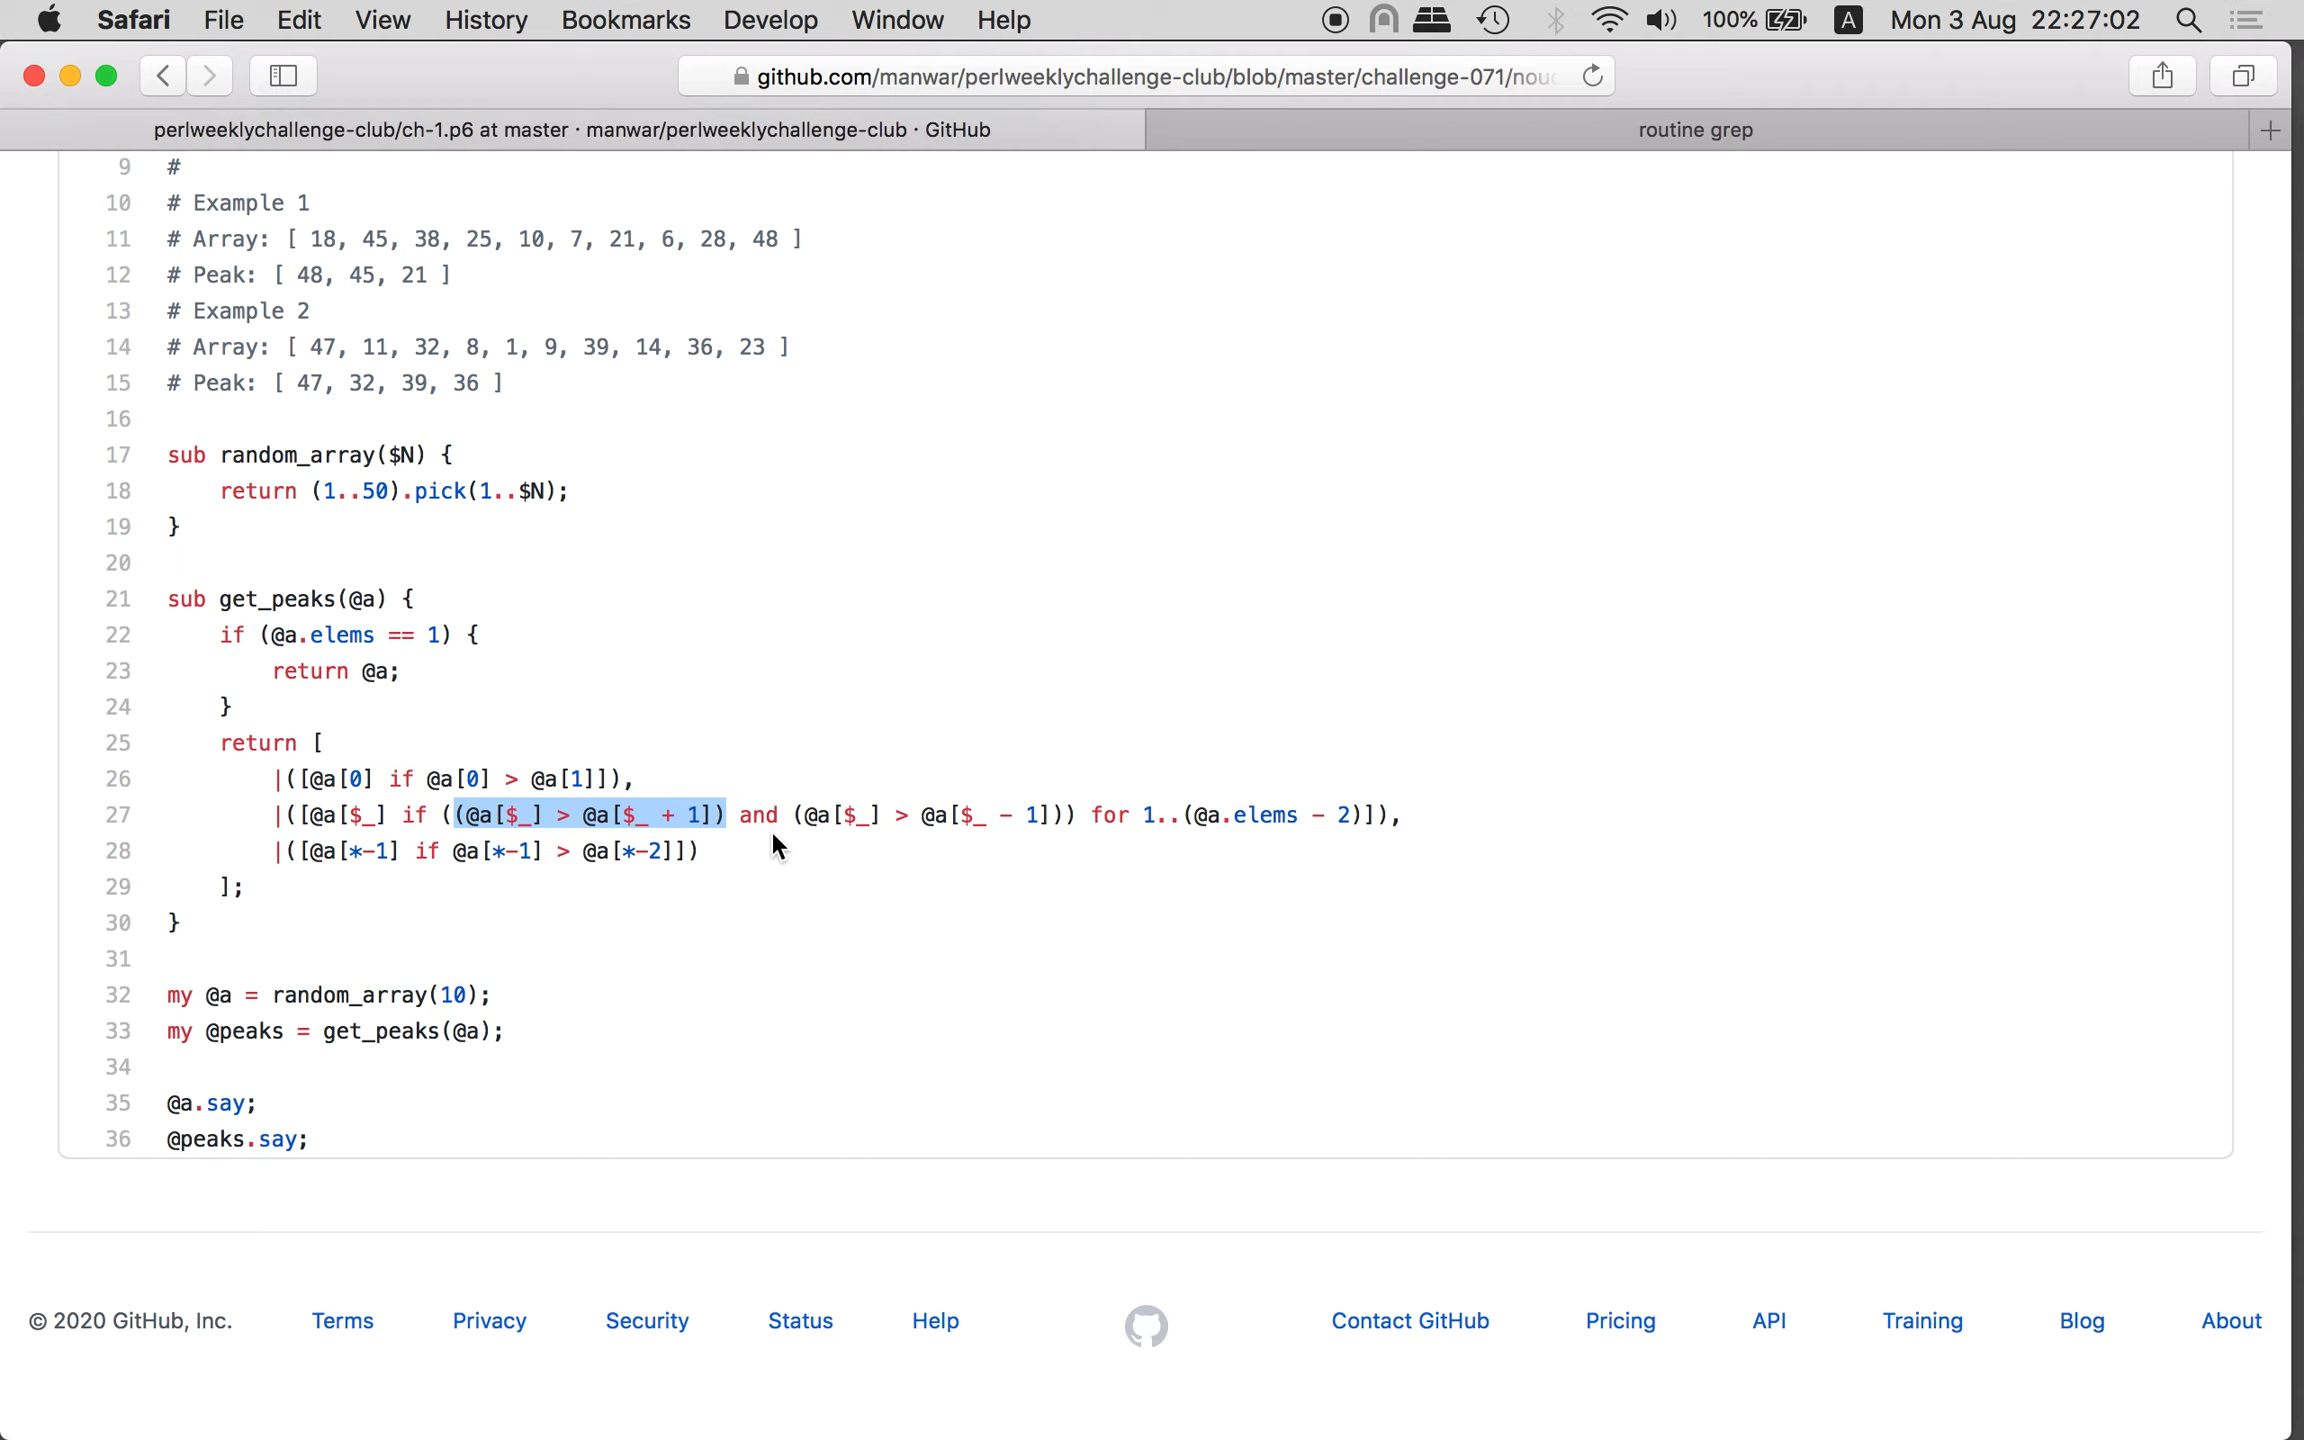 Safari File Edit View History Bookmarks Develop Window Help 100% A Mon 3 Aug 22:27:02
github.com/manwar/perlweeklychallenge-club/blob/master/challenge-071/nou
perlweeklychallenge-club/ch-1.p6 at master · manwar/perlweeklychallenge-club · GitHub routine grep +
9 #
10 # Example 1
11 # Array: [ 18, 45, 38, 25, 10, 7, 21, 6, 28, 48 ]
12 # Peak: [ 48, 45, 21 ]
13 # Example 2
14 # Array: [ 47, 11, 32, 8, 1, 9, 39, 14, 36, 23 ]
15 # Peak: [ 47, 32, 39, 36 ]
16
17 sub random_array($N) {
18     return (1..50).pick(1..$N);
19 }
20
21 sub get_peaks(@a) {
22     if (@a.elems == 1) {
23         return @a;
24     }
25     return [
26         |([@a[0] if @a[0] > @a[1]]),
27         |([@a[$_] if ((@a[$_] > @a[$_ + 1]) and (@a[$_] > @a[$_ - 1])) for 1..(@a.elems - 2)]),
28         |([@a[*-1] if @a[*-1] > @a[*-2]])
29     ];
30 }
31
32 my @a = random_array(10);
33 my @peaks = get_peaks(@a);
34
35 @a.say;
36 @peaks.say;
© 2020 GitHub, Inc. Terms Privacy Security Status Help Contact GitHub Pricing API Training Blog About